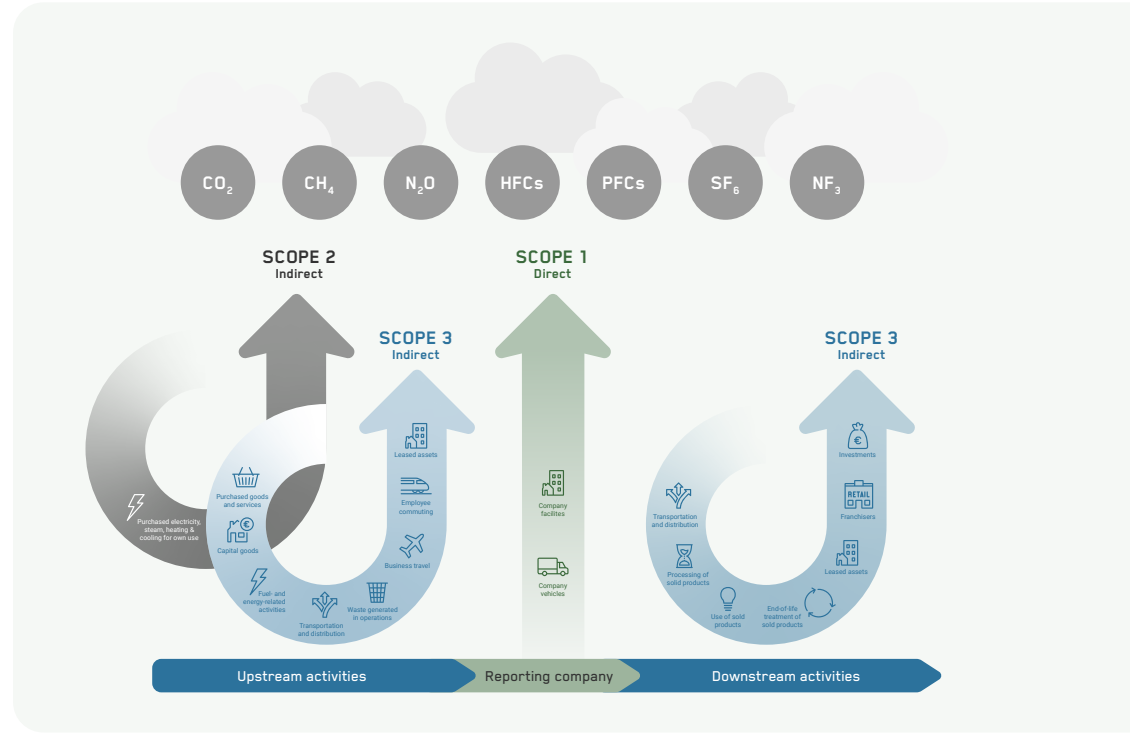 CO2
CH4
N2O
HFCs
PFCs
SF6
NF3
SCOPE 2
Indirect
SCOPE 1
Direct
SCOPE 3
Indirect
SCOPE 3
Indirect
Purchased electricity,
steam, heating &
cooling for own use
Purchased goods
and services
€
Capital goods
Fuel- and
energy-related
activities
Transportation
and distribution
Waste generated
in operations
Business travel
Employee
commuting
Leased assets
Company
facilites
Company
vehicles
Transportation
and distribution
Processing of
solid products
Use of sold
products
End-of-life
treatment of
sold products
Leased assets
RETAIL
Franchisers
€
Investments
Upstream activities
Reporting company
Downstream activities